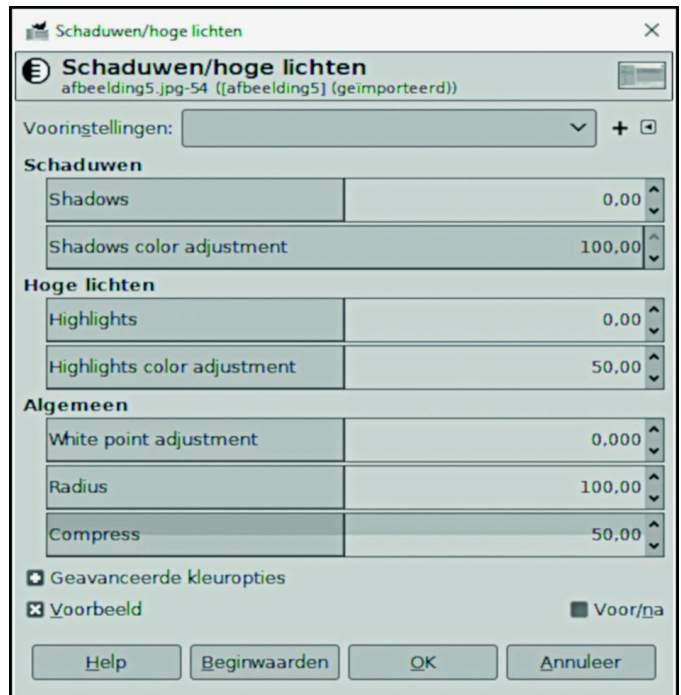 Schaduwen/hoge lichten
Schaduwen/hoge lichten
afbeelding5.jpg-54 ([afbeelding5] (geïmporteerd))
Voorinstellingen:
Schaduwen
Shadows 0,00
Shadows color adjustment 100,00
Hoge lichten
Highlights 0,00
Highlights color adjustment 50,00
Algemeen
White point adjustment 0,000
Radius 100,00
Compress 50,00
Geavanceerde kleuropties
Voorbeeld Voor/na
Help Beginwaarden OK Annuleer